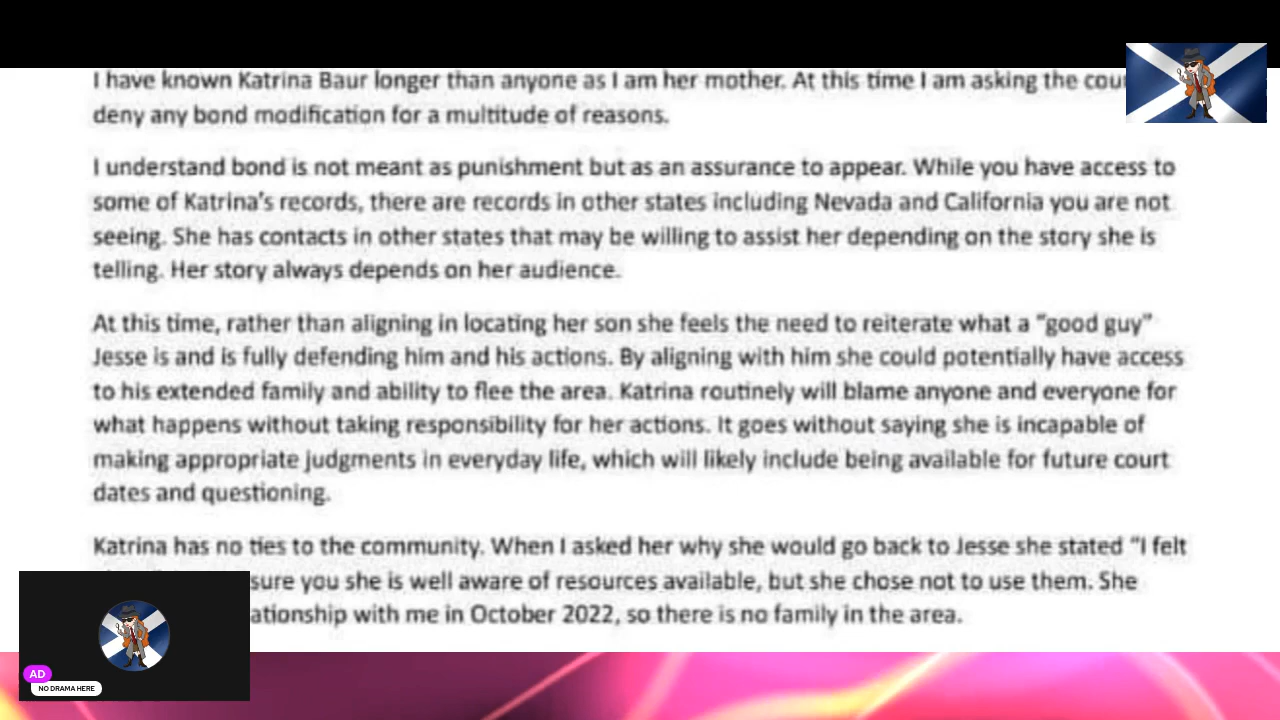 I have known Katrina Baur longer than anyone as I am her mother. At this time I am asking the
deny any bond modification for a multitude of reasons.
I understand bond is not meant as punishment but as an assurance to appear. While you have access to
some of Katrina's records, there are records in other states including Nevada and California you are not
seeing. She has contacts in other states that may be willing to assist her depending on the story she is
telling. Her story always depends on her audience.
At this time, rather than aligning in locating her son she feels the need to reiterate what a "good guy"
Jesse is and is fully defending him and his actions. By aligning with him she could potentially have access
to his extended family and ability to flee the area. Katrina routinely will blame anyone and everyone for
what happens without taking responsibility for her actions. It goes without saying she is incapable of
making appropriate judgments in everyday life, which will likely include being available for future court
dates and questioning.
Katrina has no ties to the community. When I asked her why she would go back to Jesse she stated "I felt
sure you she is well aware of resources available, but she chose not to use them. She
ationship with me in October 2022, so there is no family in the area.
AD
NO DRAMA HERE